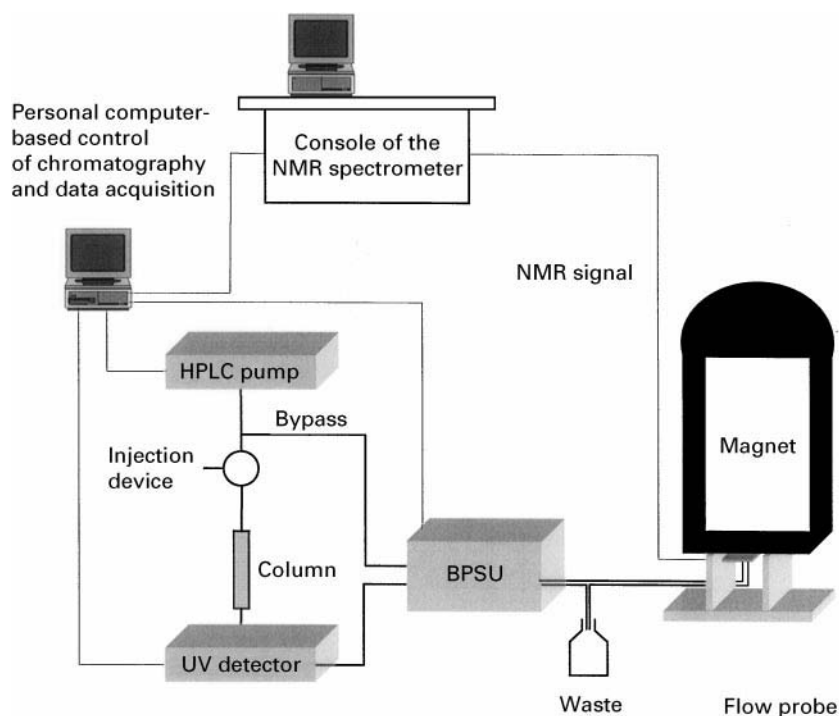 Personal computer-
based control
of chromatography
and data acquisition
Console of the
NMR spectrometer
NMR signal
HPLC pump
Bypass
Injection
device
Magnet
Column
BPSU
UV detector
Waste
Flow probe